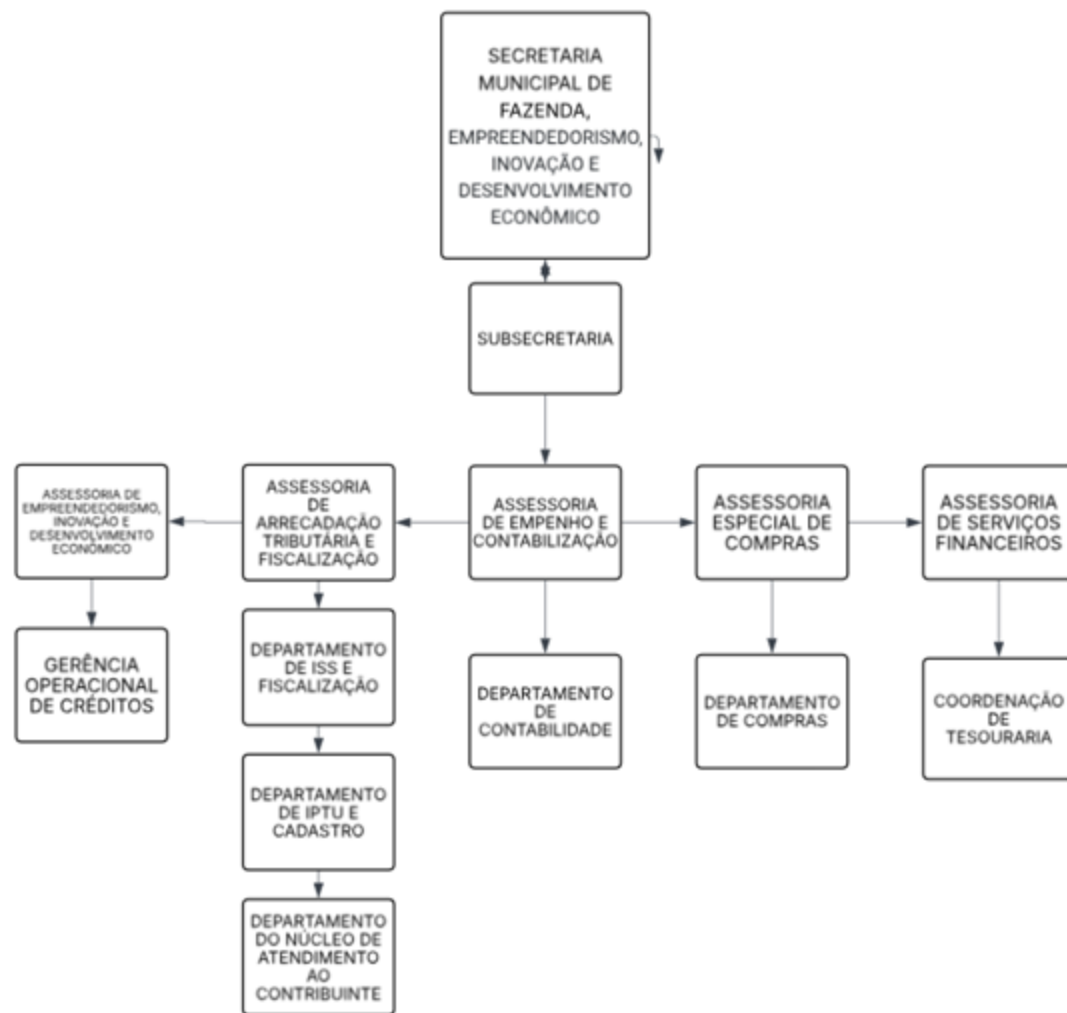 SECRETARIA
MUNICIPAL DE
FAZENDA,
EMPREENDEDORISMO,
INOVAÇÃO E
DESENVOLVIMENTO
ECONÔMICO
SUBSECRETARIA
ASSESSORIA DE
EMPREENDEDORISMO,
INOVAÇÃO E
DESENVOLVIMENTO
ECONÔMICO
ASSESSORIA
DE
ARRECADAÇÃO
TRIBUTÁRIA E
FISCALIZAÇÃO
ASSESSORIA
DE EMPENHO E
CONTABILIZAÇÃO
ASSESSORIA
ESPECIAL DE
COMPRAS
ASSESSORIA
DE SERVIÇOS
FINANCEIROS
GERÊNCIA
OPERACIONAL
DE CRÉDITOS
DEPARTAMENTO
DE ISS E
FISCALIZAÇÃO
DEPARTAMENTO
DE
CONTABILIDADE
DEPARTAMENTO
DE COMPRAS
COORDENAÇÃO
DE
TESOURARIA
DEPARTAMENTO
DE IPTU E
CADASTRO
DEPARTAMENTO
DO NÚCLEO DE
ATENDIMENTO
AO
CONTRIBUINTE